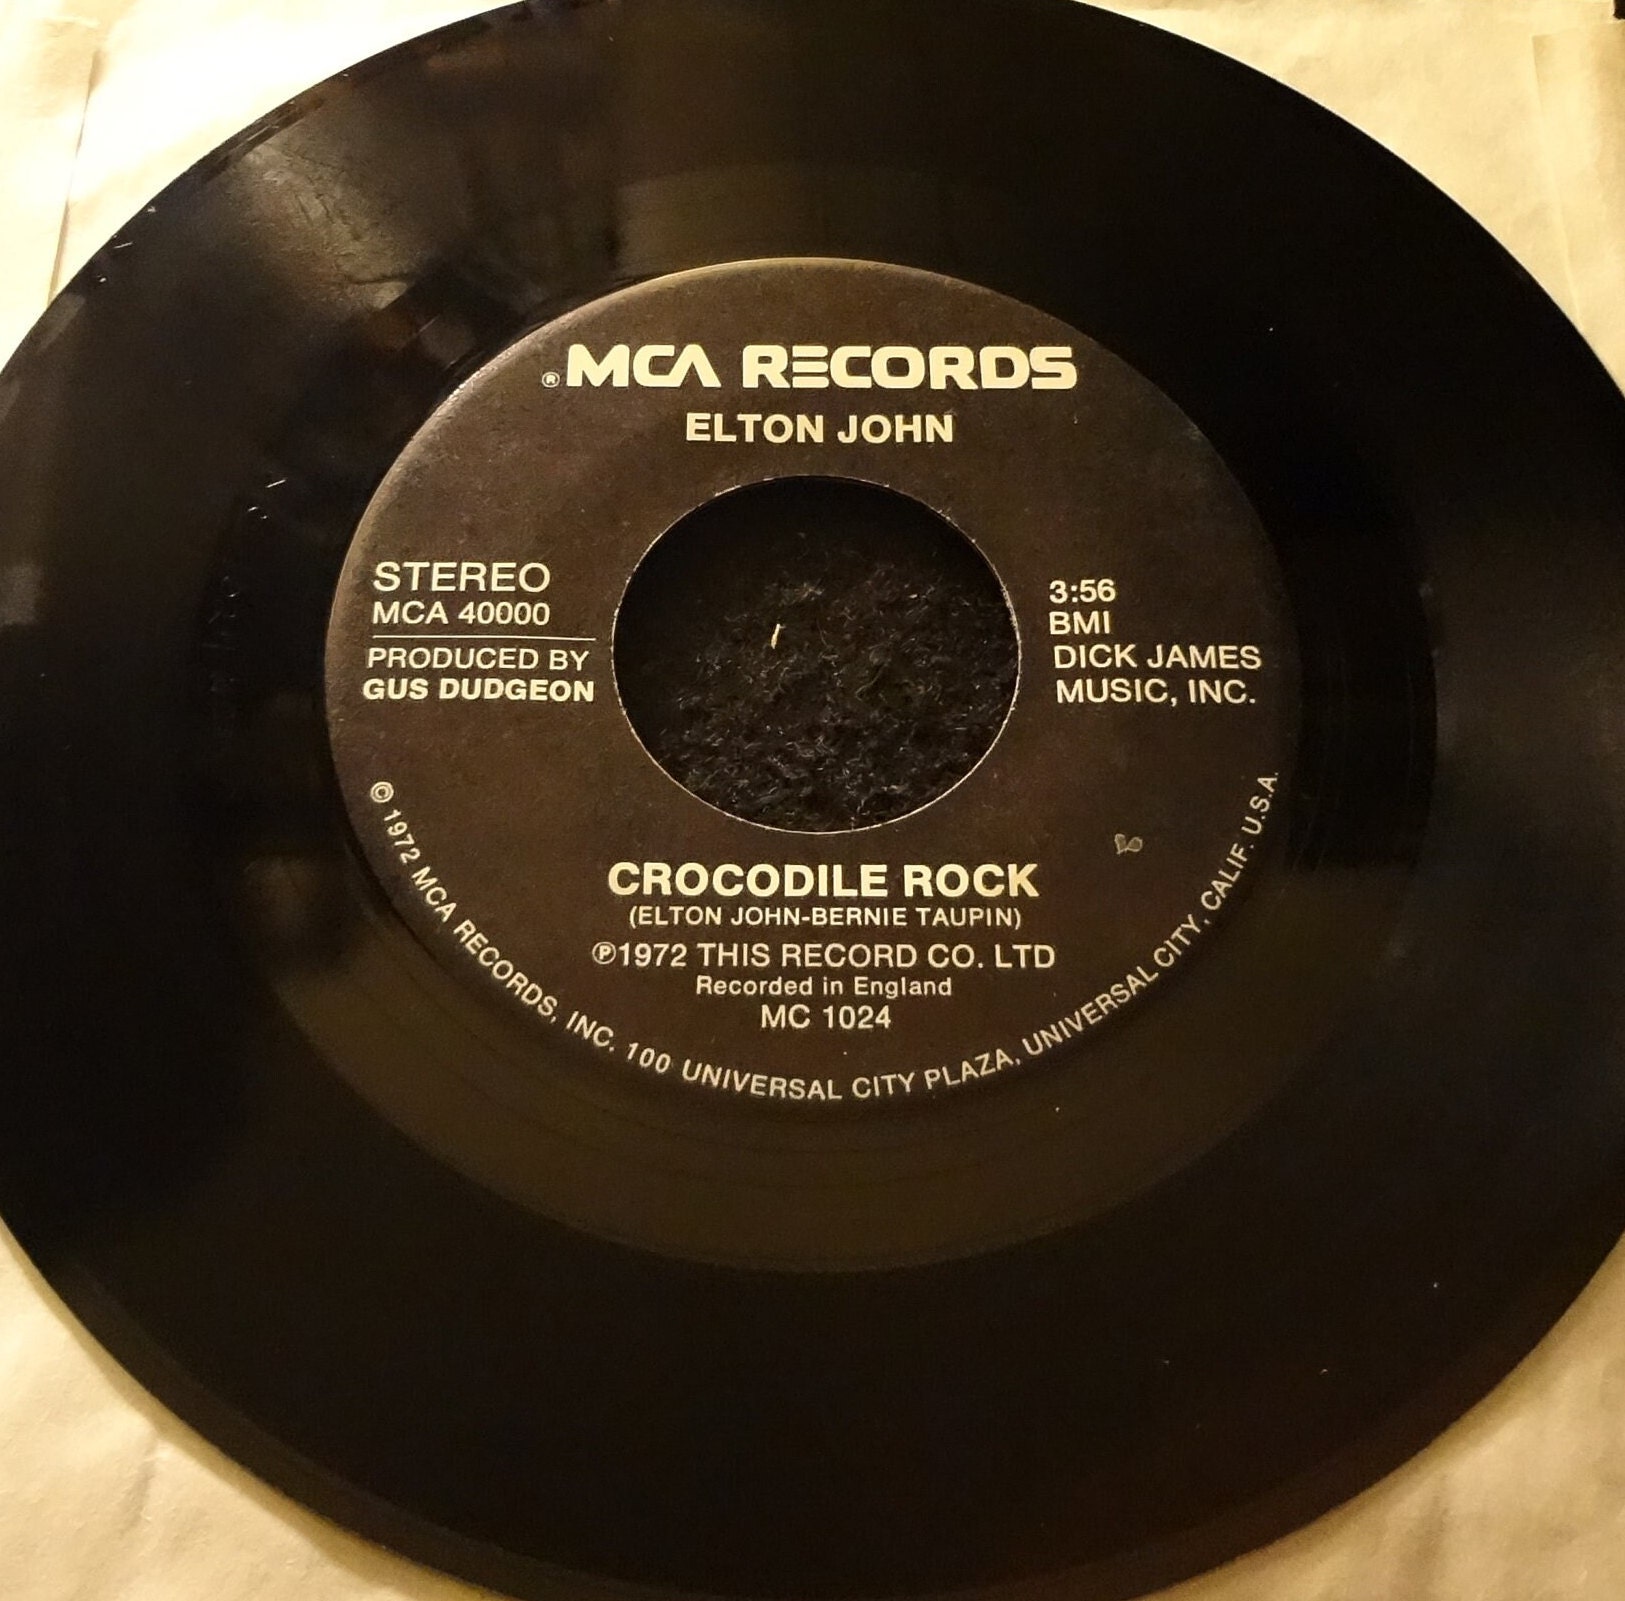 ® MCA RECORDS
ELTON JOHN
STEREO
MCA 40000
PRODUCED BY
GUS DUDGEON
3:56
BMI
DICK JAMES
MUSIC, INC.
CROCODILE ROCK
(ELTON JOHN-BERNIE TAUPIN)
℗1972 THIS RECORD CO. LTD
Recorded in England
MC 1024
© 1972 MCA RECORDS, INC. 100 UNIVERSAL CITY PLAZA, UNIVERSAL CITY, CALIF. U.S.A.